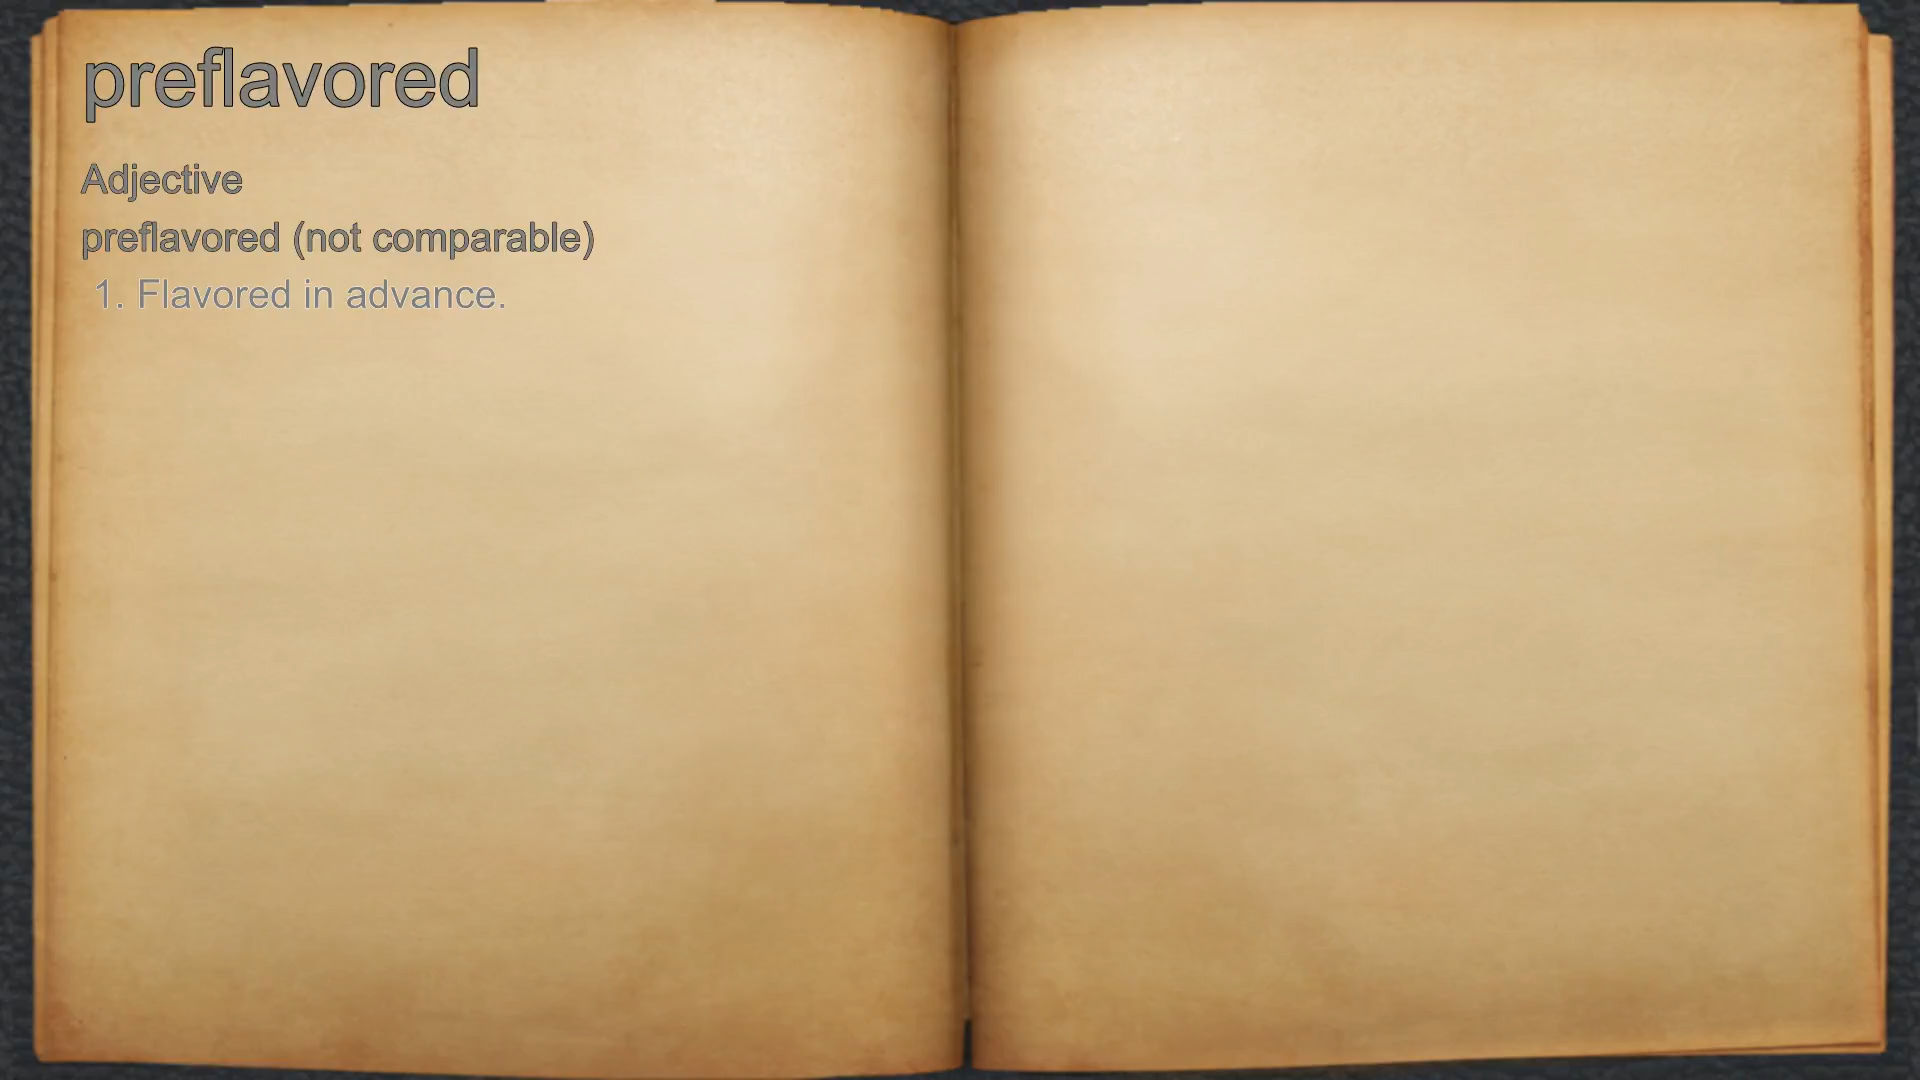 preflavored
Adjective
preflavored (not comparable)
1. Flavored in advance.